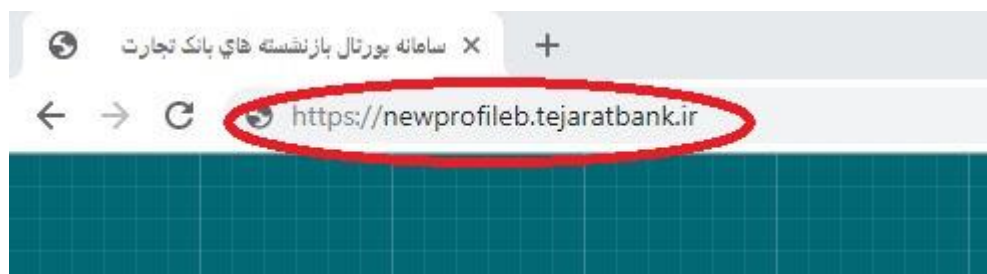 سامانه پورتال بازنشسته هاي بانک تجارت
https://newprofileb.tejaratbank.ir